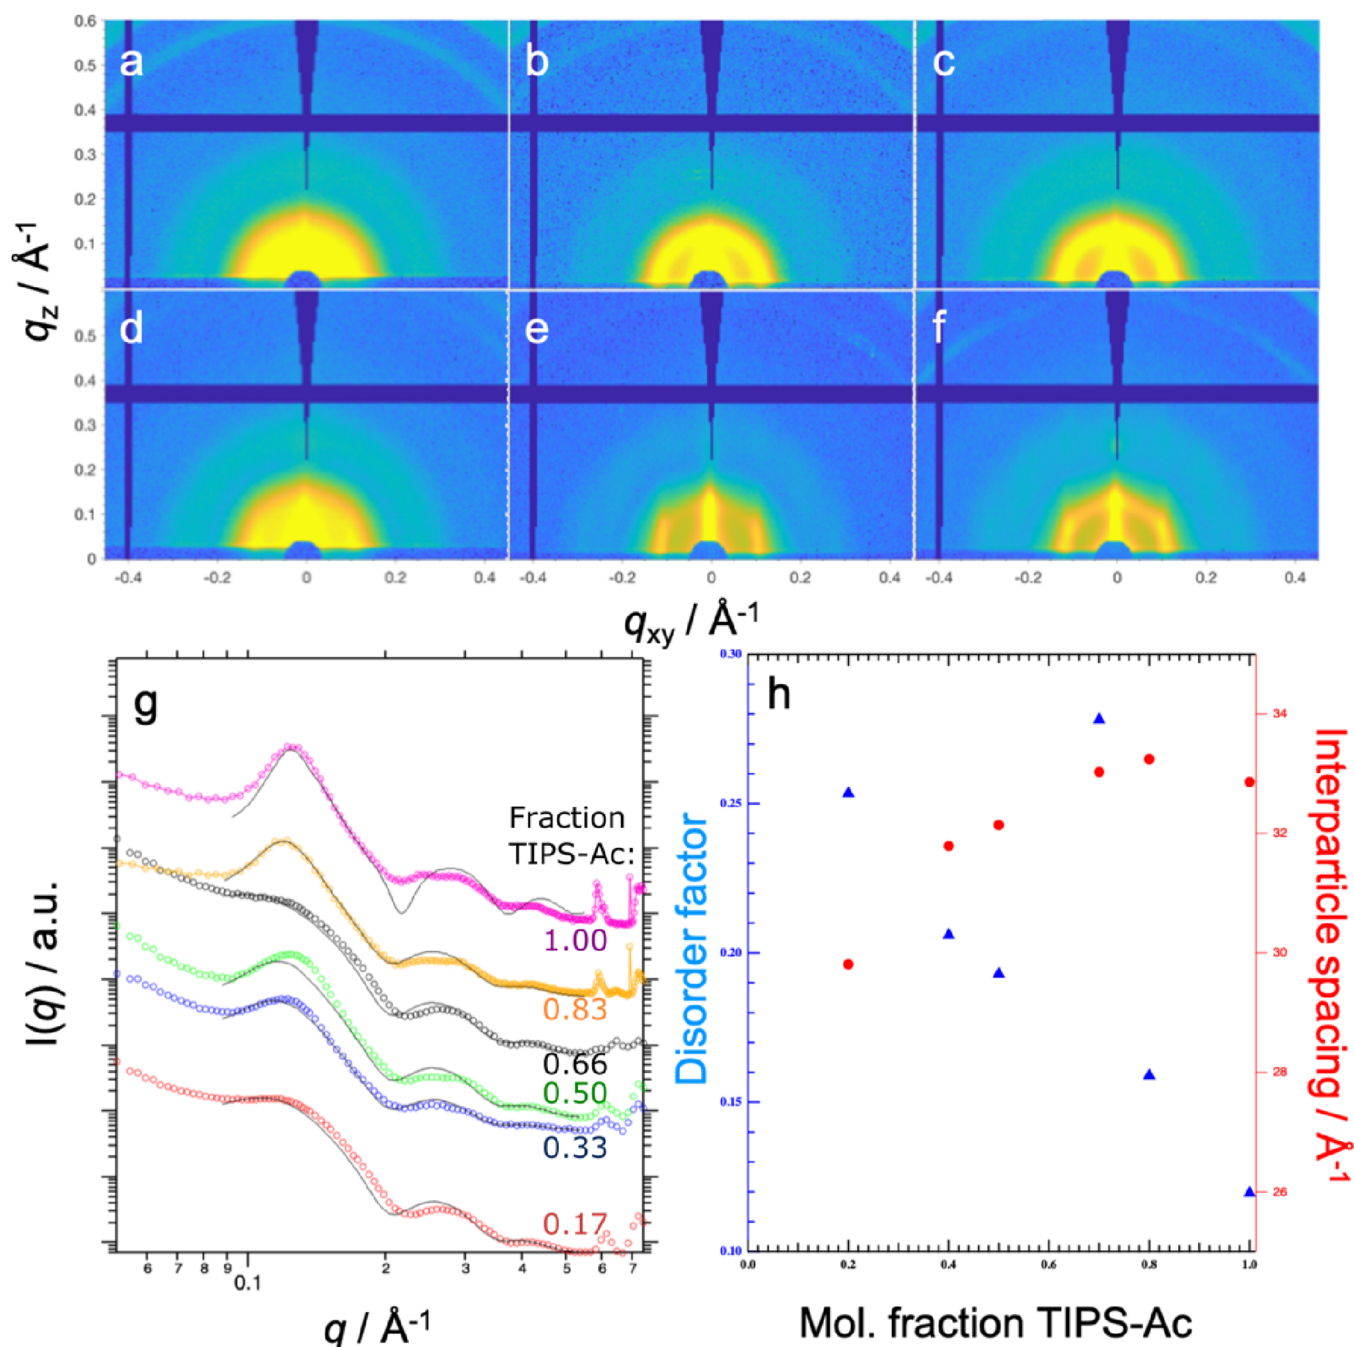 a
b
c
0.6
0.5
0.4
0.3
0.2
0.1
0
d
e
f
0.5
0.4
0.3
0.2
0.1
0
qz / Å-1
-0.4 -0.2 0 0.2 0.4
-0.4 -0.2 0 0.2 0.4
-0.4 -0.2 0 0.2 0.4
qxy / Å-1
g
Fraction
TIPS-Ac:
1.00
0.83
0.66
0.50
0.33
0.17
I(q) / a.u.
6 7 8 9 0.1 2 3 4 5 6 7
q / Å-1
h
0.30
0.25
0.20
0.15
0.10
Disorder factor
34
32
30
28
26
Interparticle spacing / Å-1
0.0 0.2 0.4 0.6 0.8 1.0
Mol. fraction TIPS-Ac